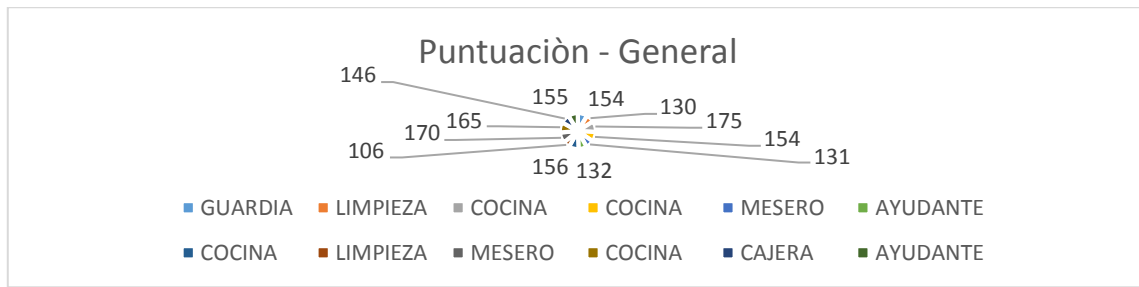 Puntuaciòn - General
146
155 154 130
165 175
170 154
106 131
156 132
GUARDIA LIMPIEZA COCINA COCINA MESERO AYUDANTE
COCINA LIMPIEZA MESERO COCINA CAJERA AYUDANTE